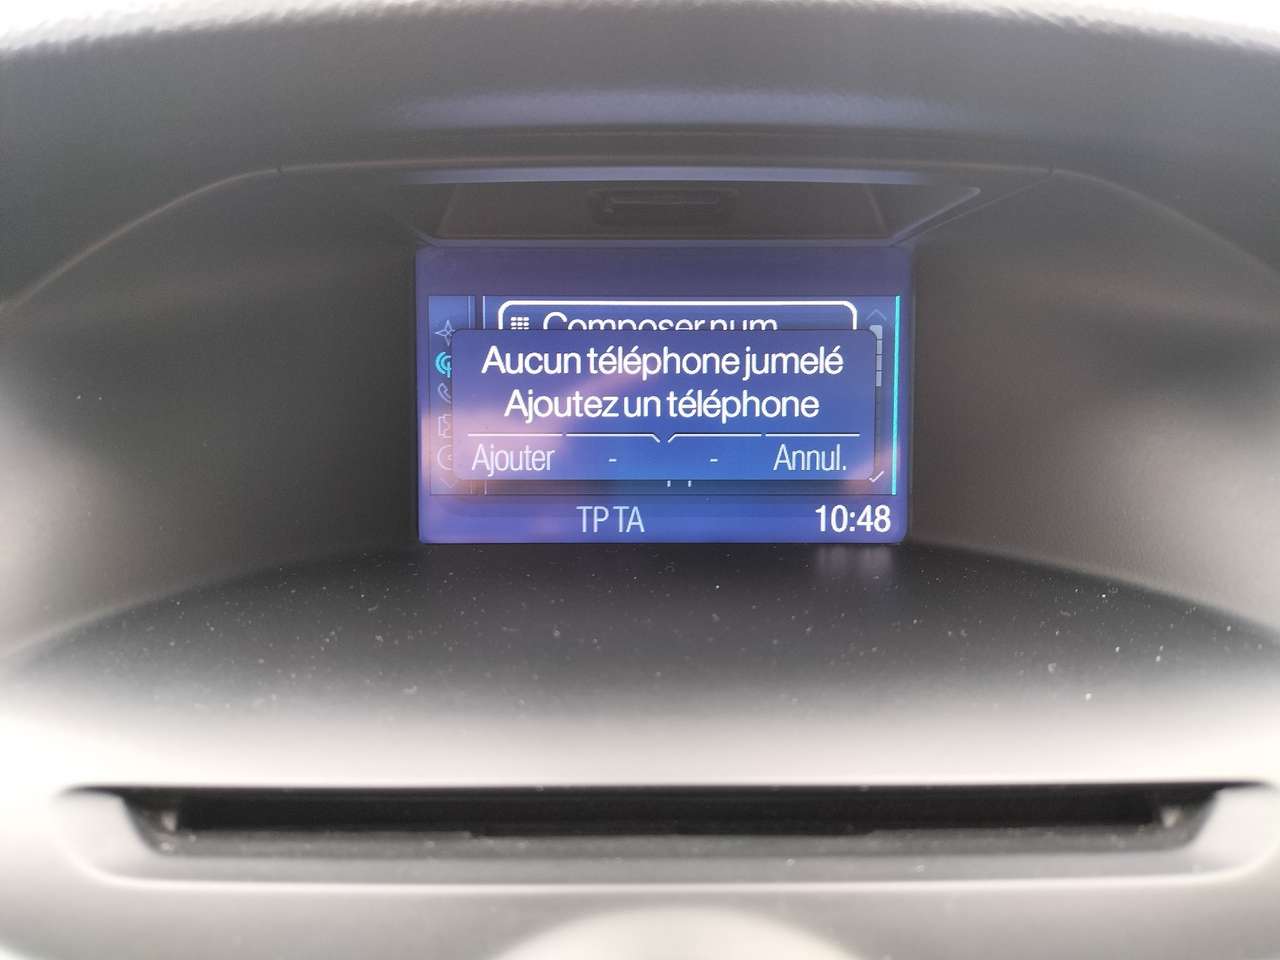 Composer num
Aucun téléphone jumelé
Ajoutez un téléphone
Ajouter - - Annul.
TP TA 10:48